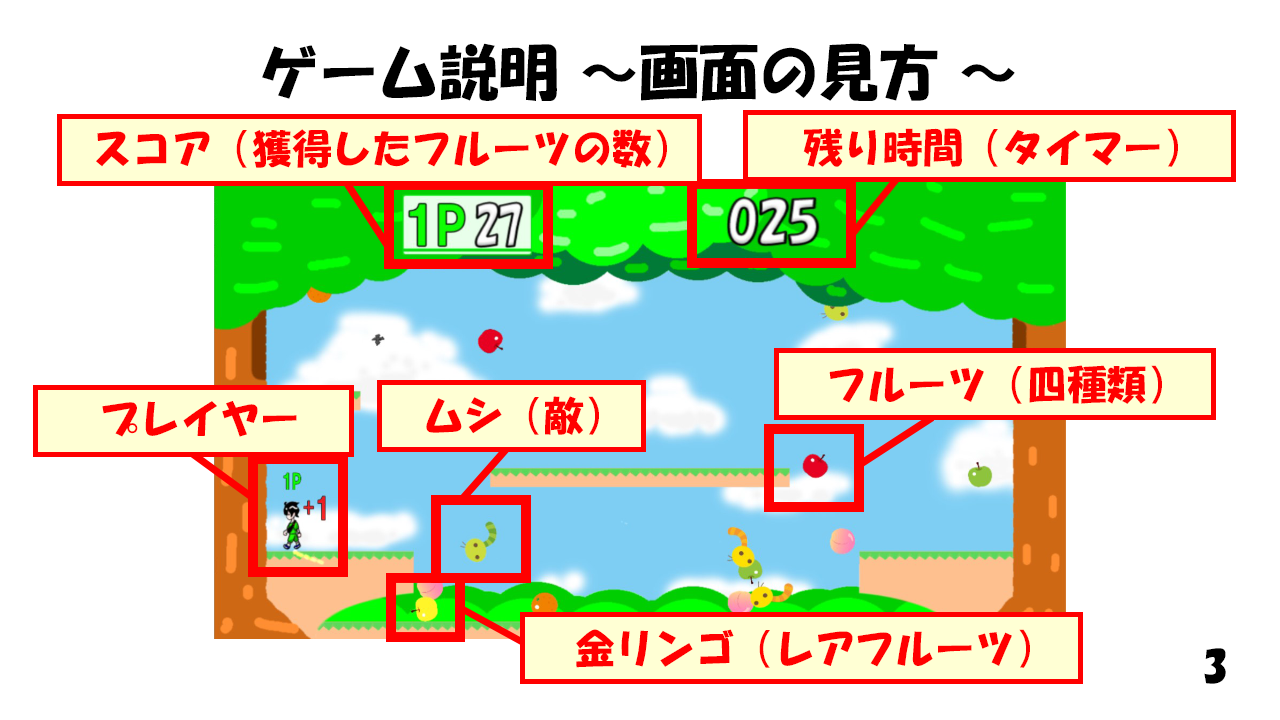 ゲーム説明 ～画面の見方 ～
スコア（獲得したフルーツの数）
残り時間（タイマー）
1P 27
025
フルーツ（四種類）
プレイヤー
ムシ（敵）
1P
+1
金リンゴ（レアフルーツ）
3